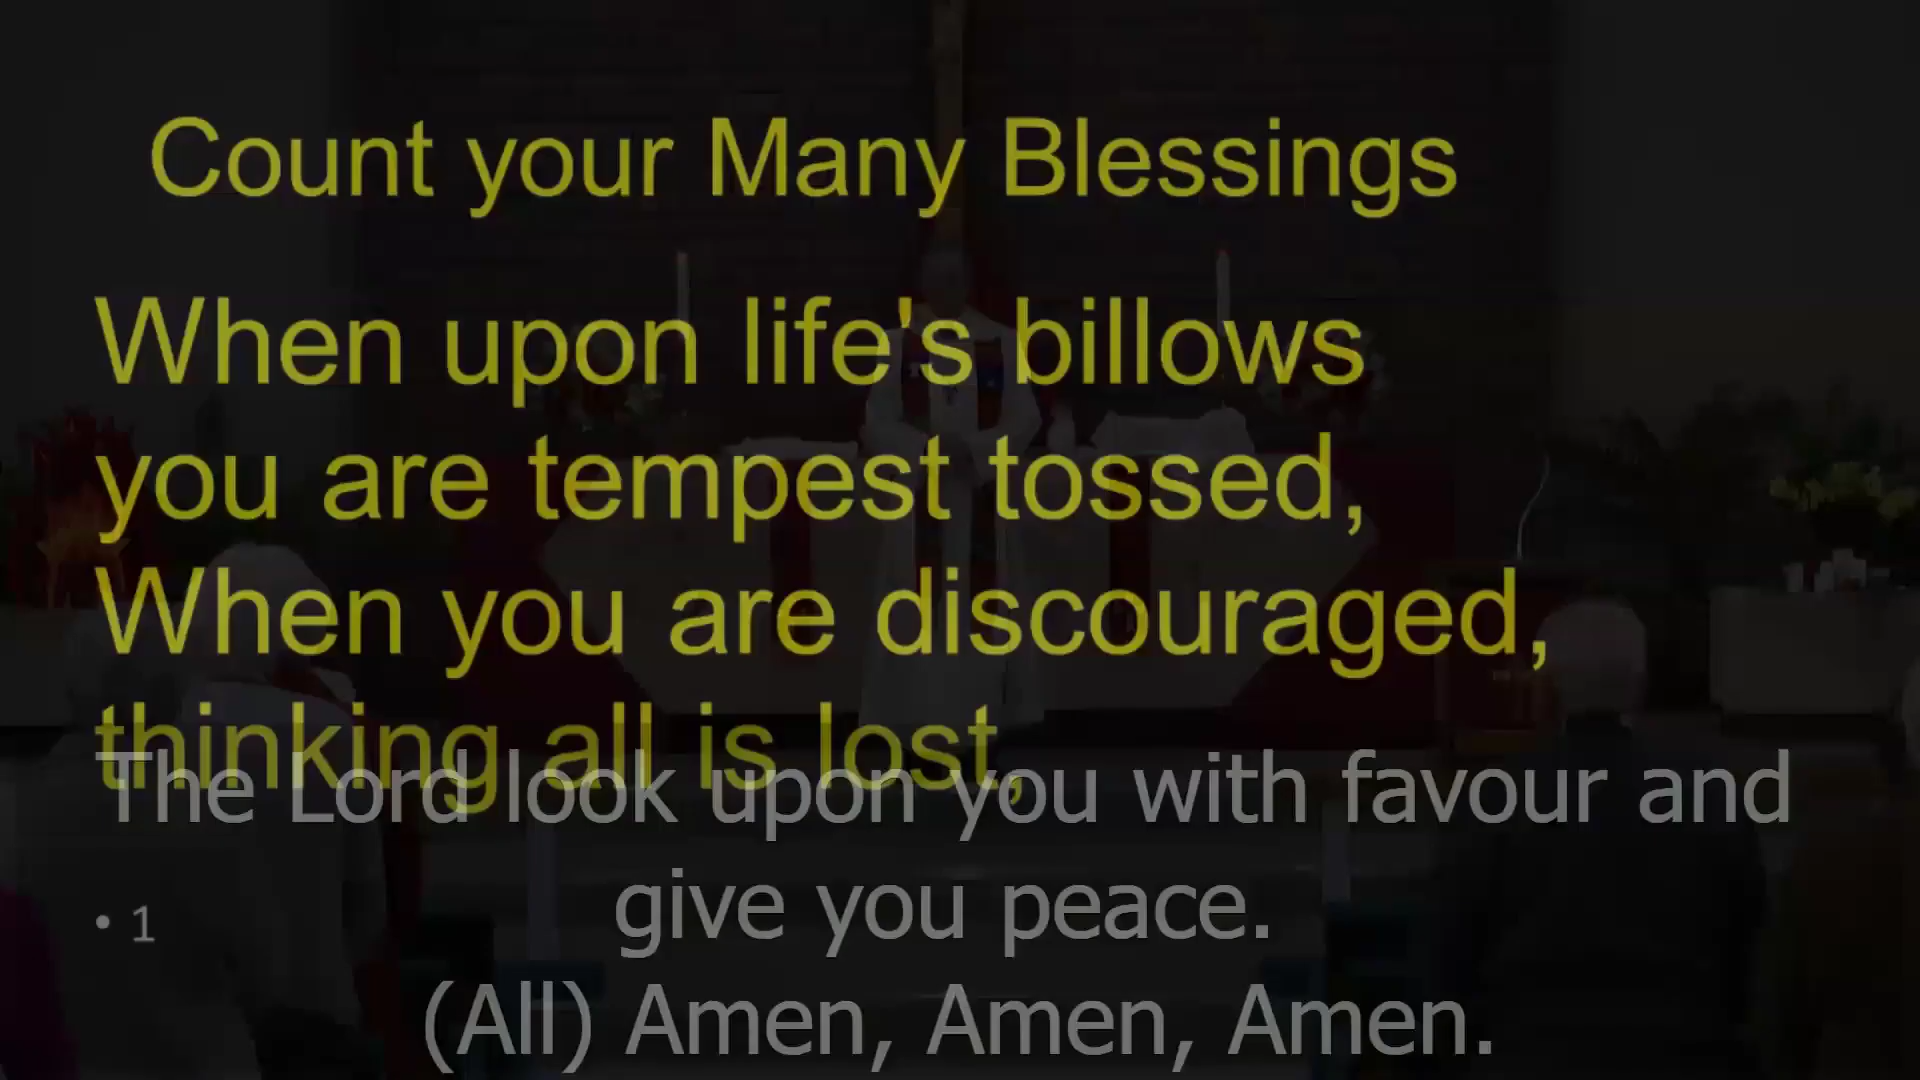 Count your Many Blessings
When upon life's billows
you are tempest tossed,
When you are discouraged,
thinking all is lost,
The Lord look upon you with favour and
give you peace.
• 1
(All) Amen, Amen, Amen.